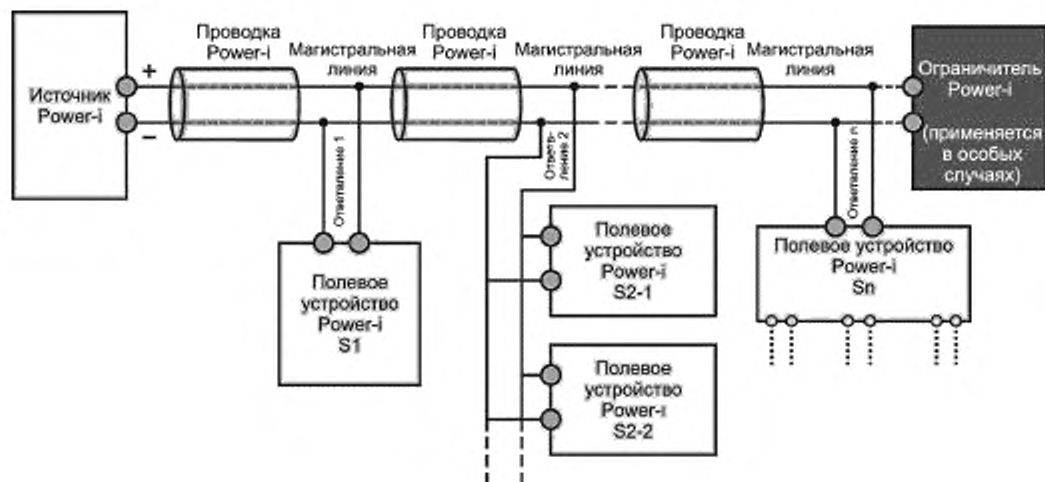 Источник
Power-i
+
−
Проводка
Power-i
Магистральная
линия
Проводка
Power-i
Магистральная
линия
Проводка
Power-i
Магистральная
линия
Ограничитель
Power-i
(применяется
в особых
случаях)
Ответвление 1
Ответв-
ление 2
Ответвление n
Полевое
устройство
Power-i
S1
Полевое
устройство
Power-i
S2-1
Полевое
устройство
Power-i
S2-2
Полевое устройство
Power-i
Sn